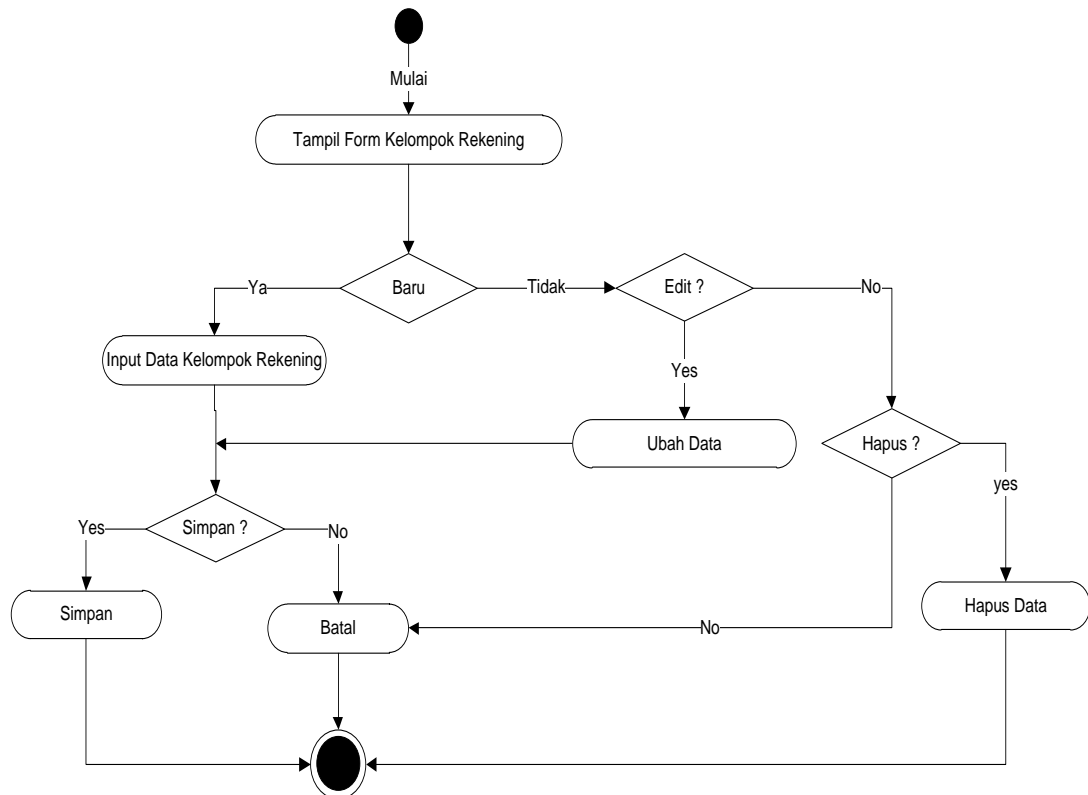 Mulai
Tampil Form Kelompok Rekening
Ya
Baru
Tidak
Edit ?
No
Input Data Kelompok Rekening
Yes
Ubah Data
Hapus ?
yes
Yes
Simpan ?
No
Simpan
Batal
No
Hapus Data